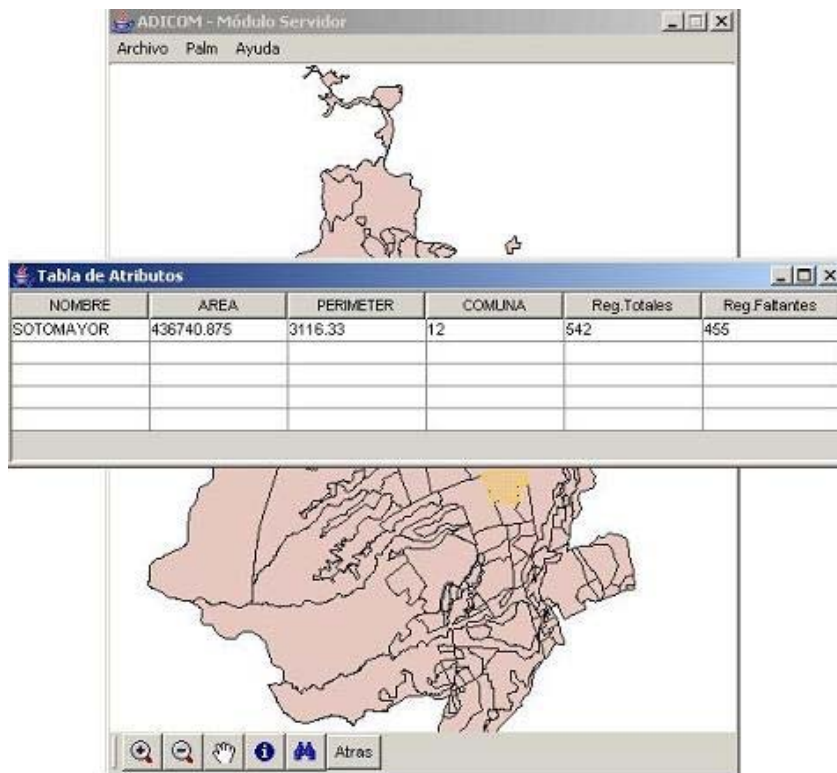 ADICOM - Módulo Servidor
Archivo Palm Ayuda
Tabla de Atributos
NOMBRE AREA PERIMETER COMUNA Reg.Totales Reg.Faltantes
SOTOMAYOR 436740.875 3116.33 12 542 455
Atras